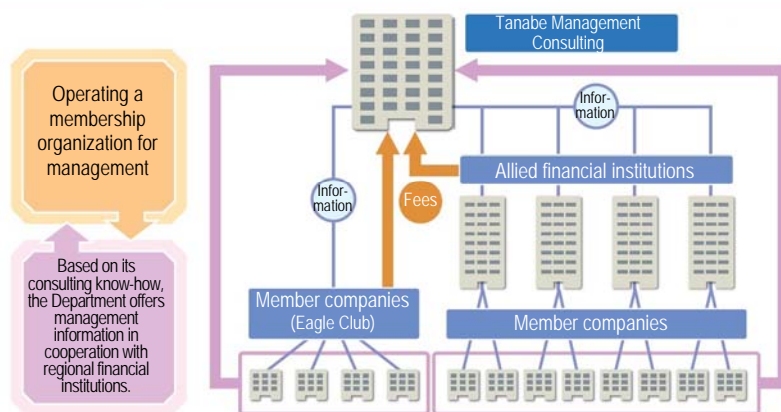 Tanabe Management
Consulting
Operating a
membership
organization for
management
Infor-
mation
Allied financial institutions
Infor-
mation
Fees
Based on its
consulting know-how,
the Department offers
management
information in
cooperation with
regional financial
institutions.
Member companies
(Eagle Club)
Member companies